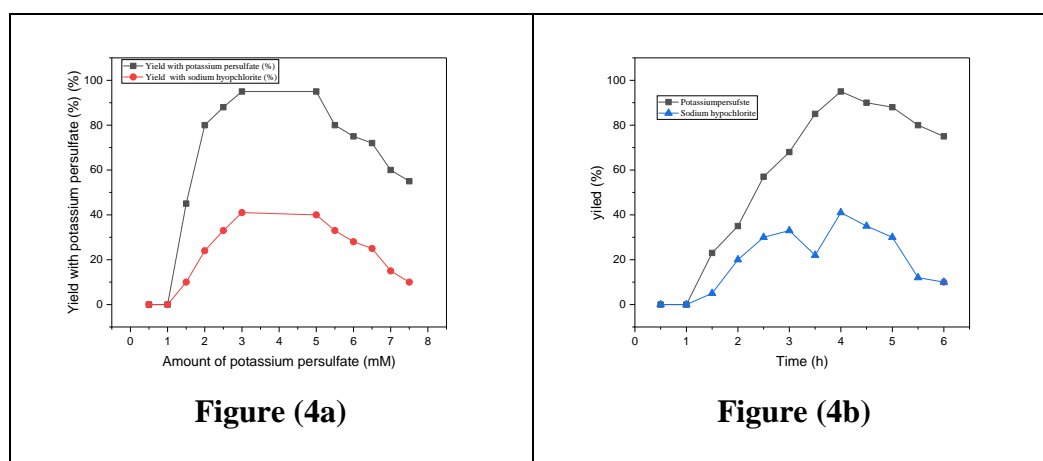 Yield with potassium persulfate (%)
Yield with sodium hyopchlorite (%)
Yield with potassium persulfate (%) (%)
100
80
60
40
20
0
0 1 2 3 4 5 6 7 8
Amount of potassium persulfate (mM)
Figure (4a)
Potassiumpersufste
Sodium hypochlorite
yiled (%)
100
80
60
40
20
0
0 1 2 3 4 5 6
Time (h)
Figure (4b)